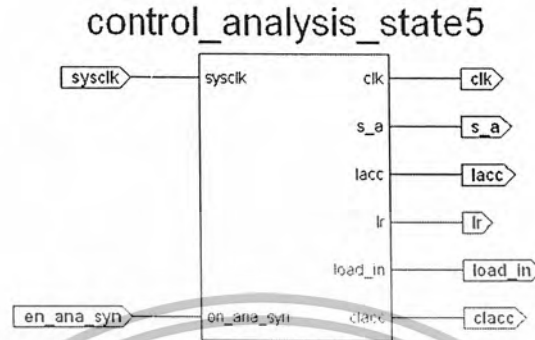 control_analysis_state5
sysclk sysclk clk clk
s_a s_a
lacc lacc
lr lr
load_in load_in
en_ana_syn en_ana_syn clacc clacc